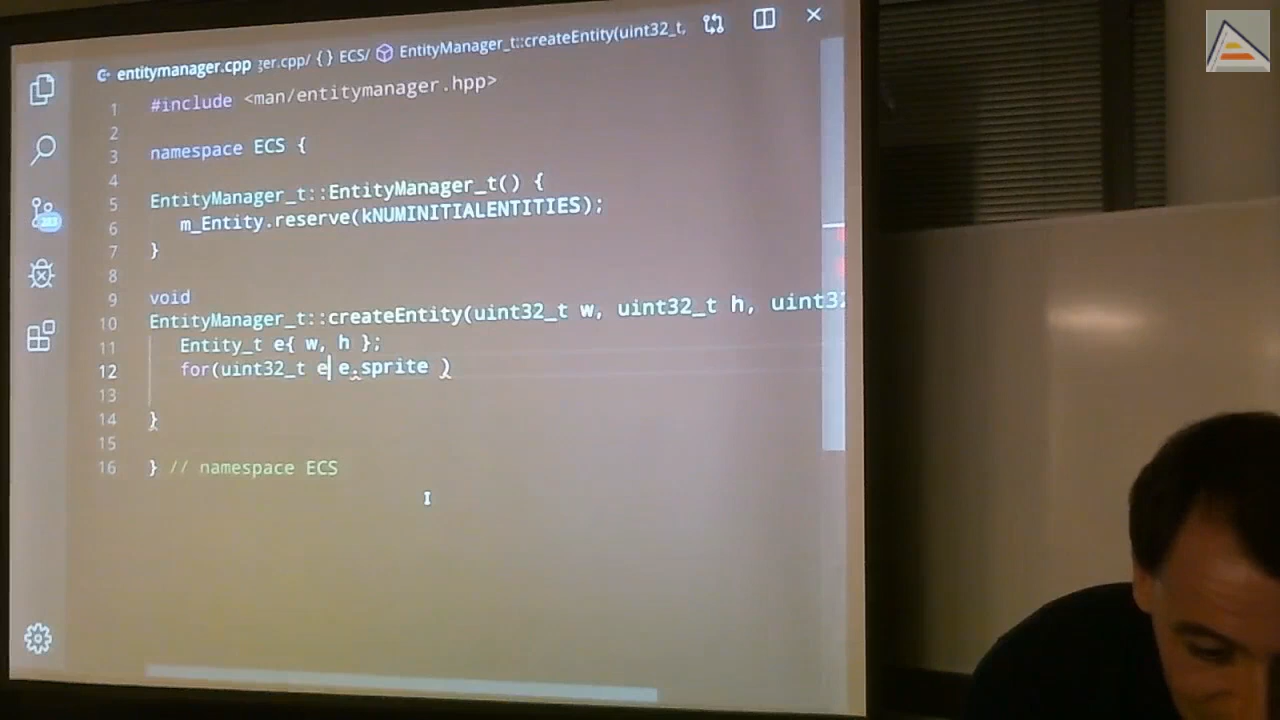 entitymanager.cpp ger.cpp/ { } ECS/ EntityManager_t::createEntity(uint32_t,
1 #include <man/entitymanager.hpp>
2
3 namespace ECS {
4
5 EntityManager_t::EntityManager_t() {
6 m_Entity.reserve(kNUMINITIALENTITIES);
7 }
8
9 void
10 EntityManager_t::createEntity(uint32_t w, uint32_t h, uint32
11 Entity_t e{ w, h };
12 for(uint32_t e e.sprite )
13
14 }
15
16 } // namespace ECS